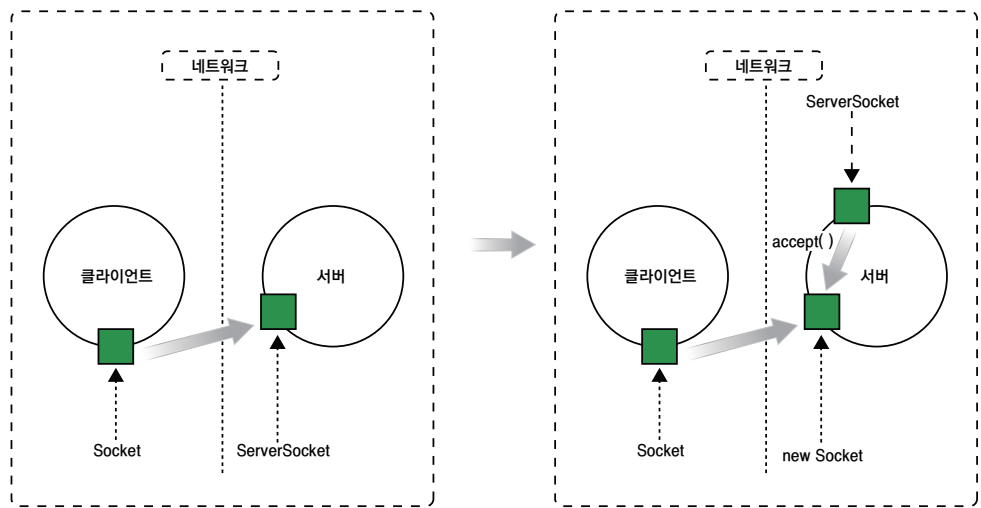 네트워크
클라이언트
서버
Socket
ServerSocket
네트워크
ServerSocket
accept( )
클라이언트
서버
Socket
new Socket